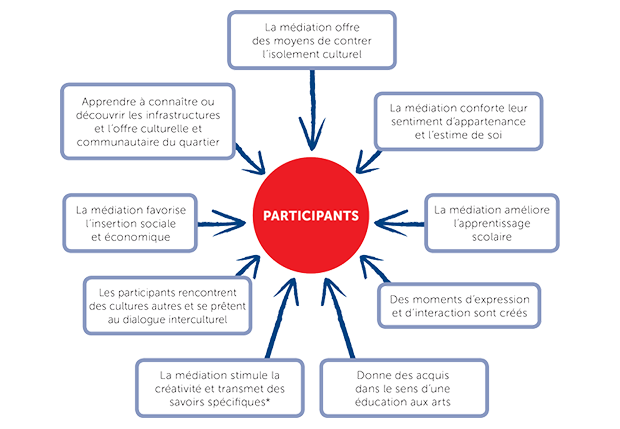 La médiation offre
des moyens de contrer
l'isolement culturel
Apprendre à connaître ou
découvrir les infrastructures
et l'offre culturelle et
communautaire du quartier
La médiation conforte leur
sentiment d'appartenance
et l'estime de soi
La médiation favorise
l'insertion sociale
et économique
PARTICIPANTS
La médiation améliore
l'apprentissage
scolaire
Les participants rencontrent
des cultures autres et se prêtent
au dialogue interculturel
Des moments d'expression
et d'interaction sont créés
La médiation stimule la
créativité et transmet des
savoirs spécifiques*
Donne des acquis
dans le sens d'une
éducation aux arts